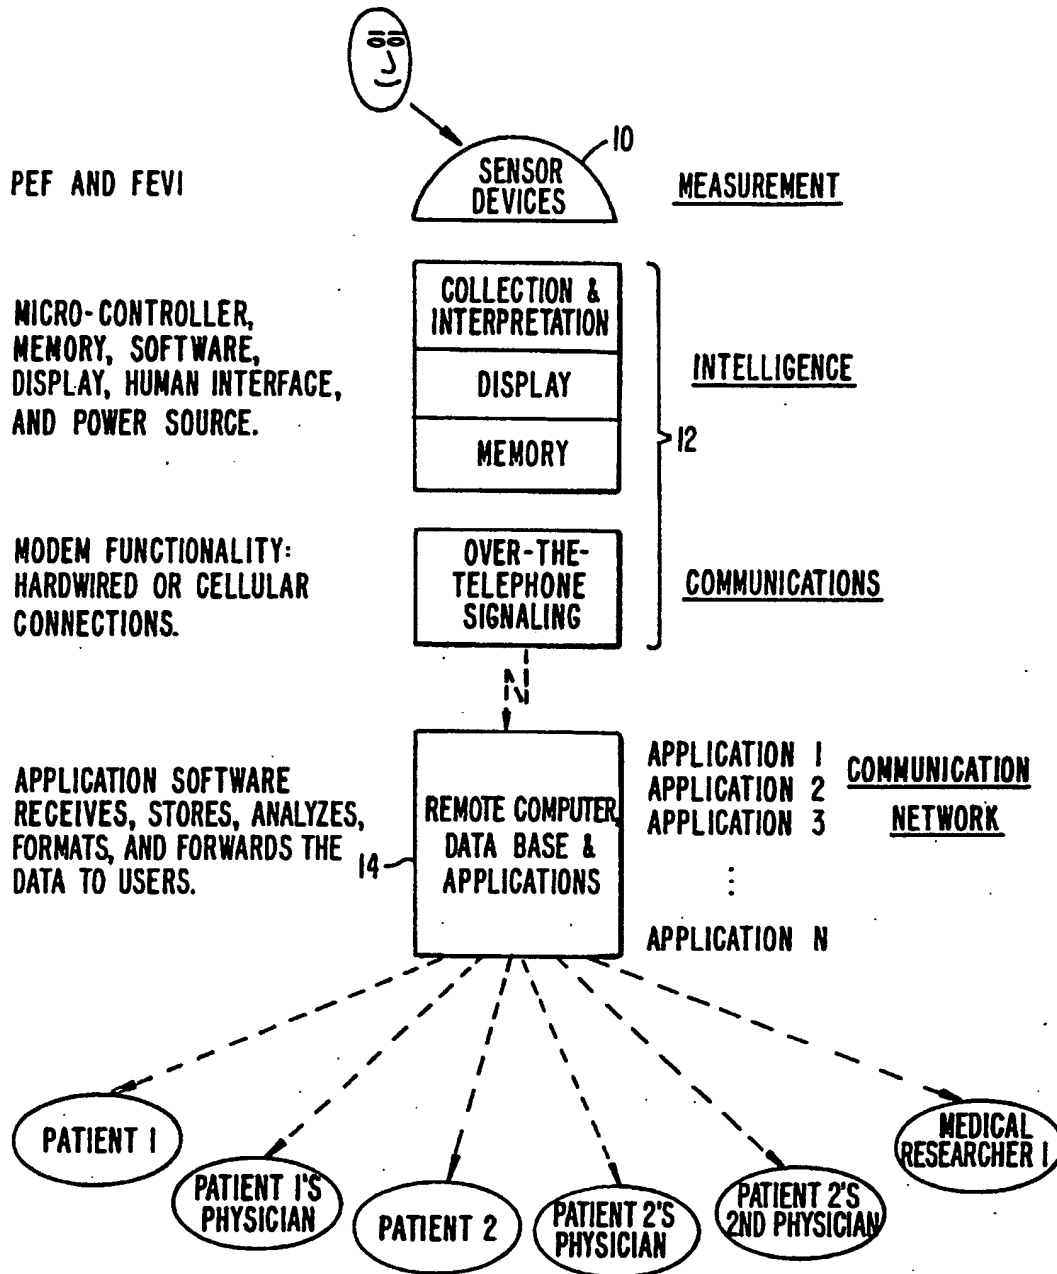 10
PEF AND FEV1
SENSOR
DEVICES
MEASUREMENT
MICRO-CONTROLLER,
MEMORY, SOFTWARE,
DISPLAY, HUMAN INTERFACE,
AND POWER SOURCE.
COLLECTION &
INTERPRETATION
DISPLAY
MEMORY
INTELLIGENCE
12
MODEM FUNCTIONALITY:
HARDWIRED OR CELLULAR
CONNECTIONS.
OVER-THE-
TELEPHONE
SIGNALING
COMMUNICATIONS
APPLICATION SOFTWARE
RECEIVES, STORES, ANALYZES,
FORMATS, AND FORWARDS THE
DATA TO USERS.
14
REMOTE COMPUTER,
DATA BASE &
APPLICATIONS
APPLICATION 1
APPLICATION 2
APPLICATION 3
⋮
APPLICATION N
COMMUNICATION
NETWORK
PATIENT 1
PATIENT 1'S
PHYSICIAN
PATIENT 2
PATIENT 2'S
PHYSICIAN
PATIENT 2'S
2ND PHYSICIAN
MEDICAL
RESEARCHER 1